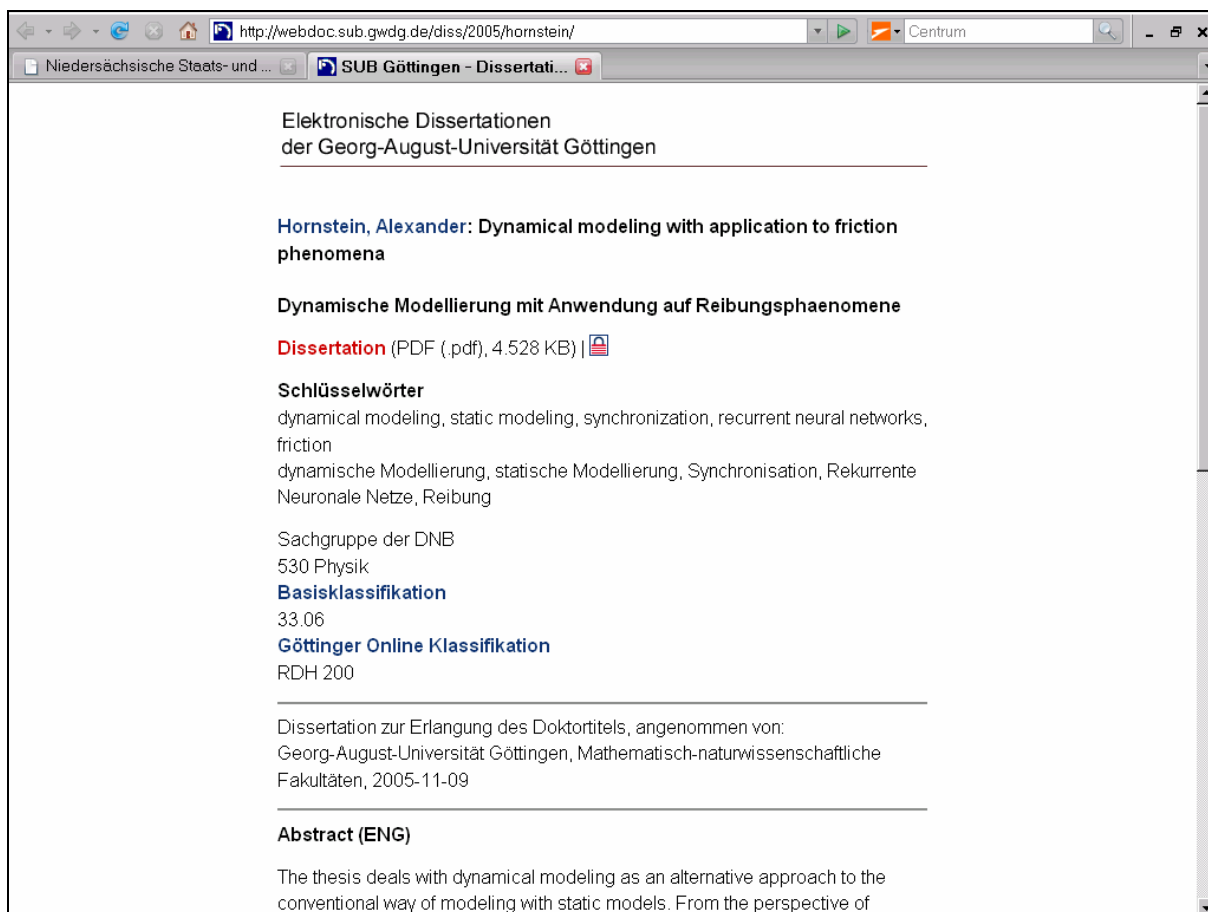 http://webdoc.sub.gwdg.de/diss/2005/hornstein/
Centrum
Niedersächsische Staats- und ...
SUB Göttingen - Dissertati...
Elektronische Dissertationen
der Georg-August-Universität Göttingen
Hornstein, Alexander: Dynamical modeling with application to friction
phenomena
Dynamische Modellierung mit Anwendung auf Reibungsphaenomene
Dissertation (PDF (.pdf), 4.528 KB) |
Schlüsselwörter
dynamical modeling, static modeling, synchronization, recurrent neural networks,
friction
dynamische Modellierung, statische Modellierung, Synchronisation, Rekurrente
Neuronale Netze, Reibung
Sachgruppe der DNB
530 Physik
Basisklassifikation
33.06
Göttinger Online Klassifikation
RDH 200
Dissertation zur Erlangung des Doktortitels, angenommen von:
Georg-August-Universität Göttingen, Mathematisch-naturwissenschaftliche
Fakultäten, 2005-11-09
Abstract (ENG)
The thesis deals with dynamical modeling as an alternative approach to the
conventional way of modeling with static models. From the perspective of